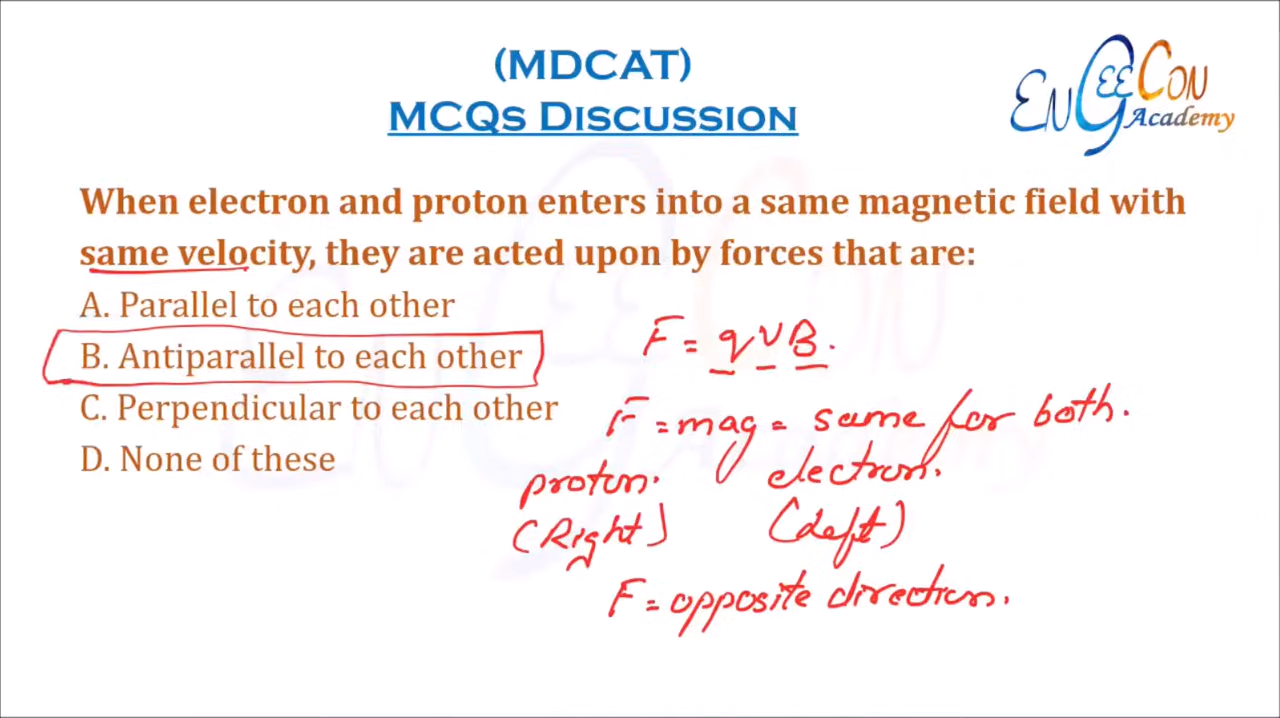 (MDCAT)
MCQs Discussion
EnGeeCon
Academy
When electron and proton enters into a same magnetic field with
same velocity, they are acted upon by forces that are:
A. Parallel to each other
B. Antiparallel to each other
C. Perpendicular to each other
D. None of these
F = qvB.
F = mag = same for both.
proton. electron.
(Right) (Left)
F = opposite direction.